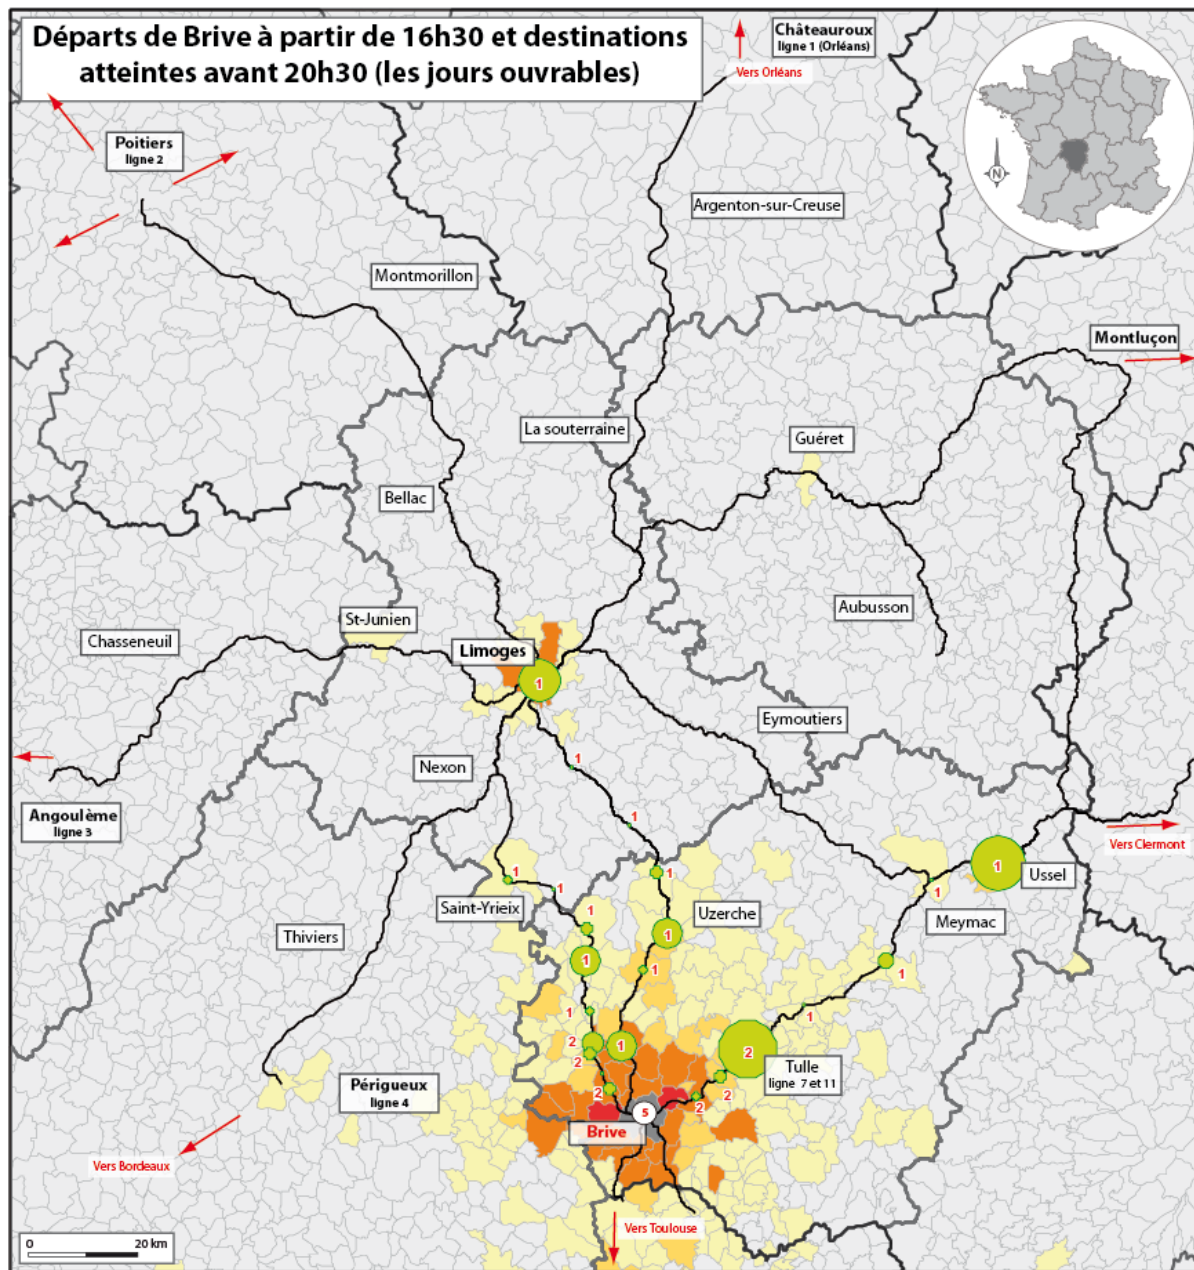 Départs de Brive à partir de 16h30 et destinations
atteintes avant 20h30 (les jours ouvrables)
Châteauroux
ligne 1 (Orléans)
Vers Orléans
N
Poitiers
ligne 2
Argenton-sur-Creuse
Montmorillon
Montluçon
La souterraine
Guéret
Bellac
Aubusson
St-Junien
Chasseneuil
Limoges
1
Eymoutiers
Nexon
1
Angoulême
ligne 3
1
Vers Clermont
1
Ussel
1
1
1
1
Saint-Yrieix
Uzerche
Meymac
1
1
Thiviers
1
1
1
1
1
2
1
2
2
Tulle
ligne 7 et 11
Périgueux
ligne 4
2
2
2
5
Brive
Vers Bordeaux
Vers Toulouse
0
20 km